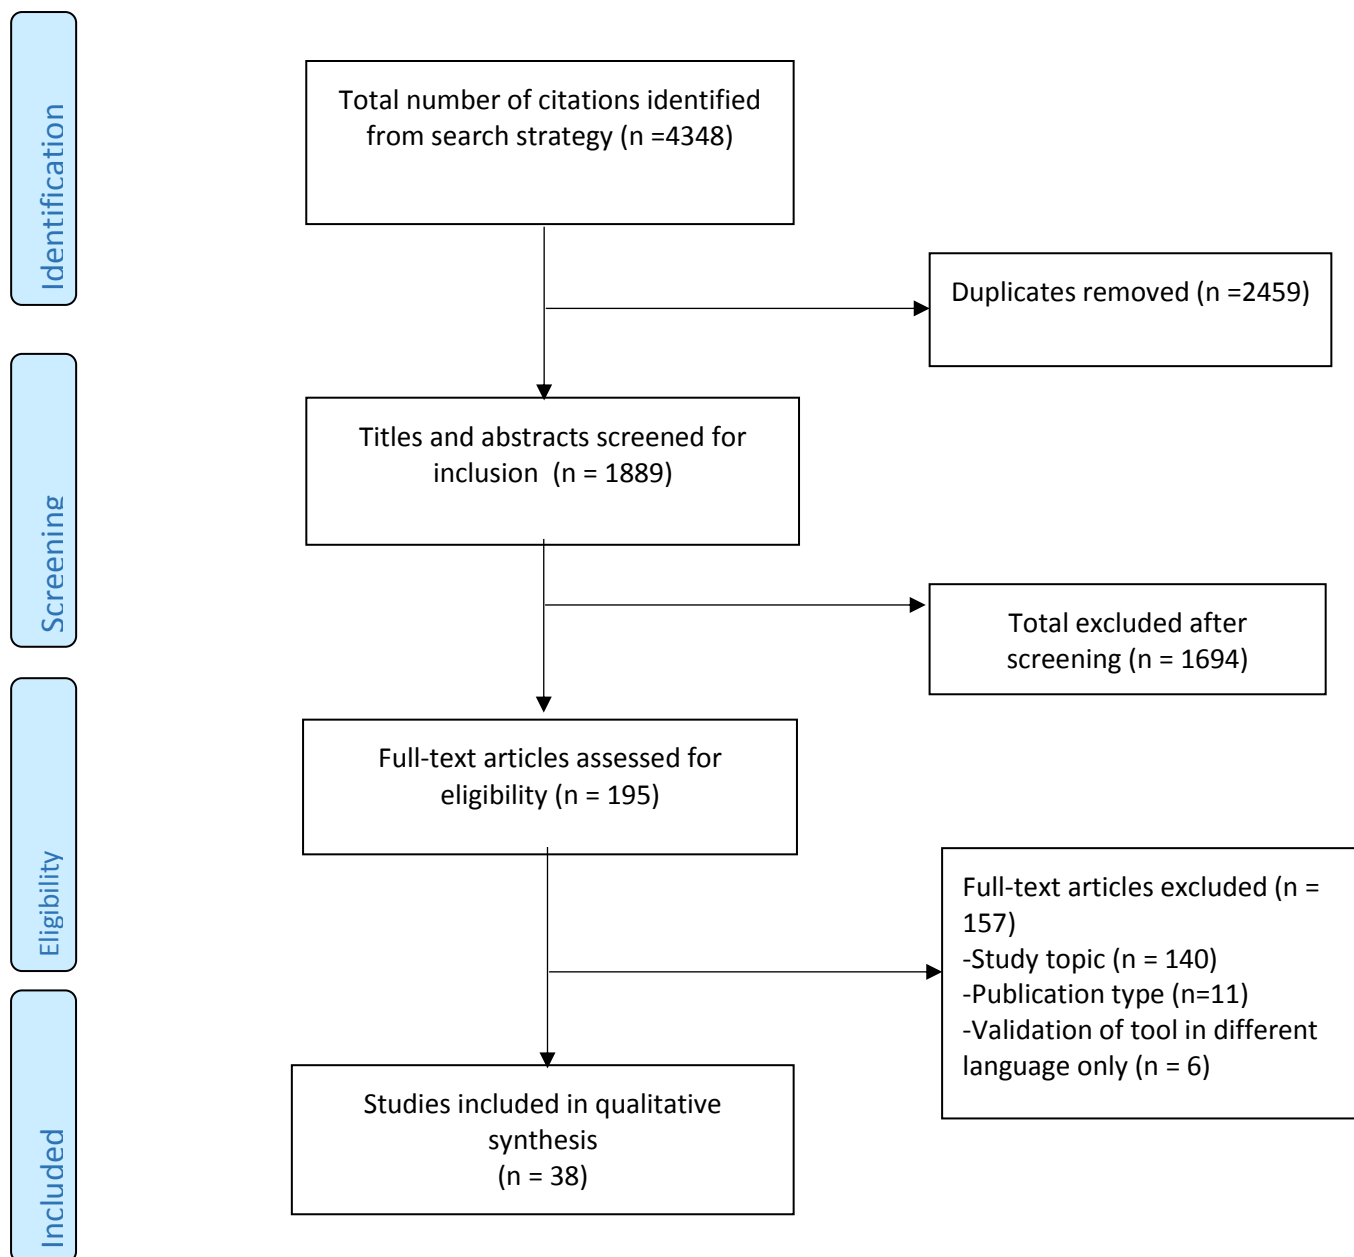 Identification
Total number of citations identified
from search strategy (n =4348)
Duplicates removed (n =2459)
Screening
Titles and abstracts screened for
inclusion  (n = 1889)
Total excluded after
screening (n = 1694)
Eligibility
Full-text articles assessed for
eligibility (n = 195)
Full-text articles excluded (n =
157)
-Study topic (n = 140)
-Publication type (n=11)
-Validation of tool in different
language only (n = 6)
Included
Studies included in qualitative
synthesis
(n = 38)